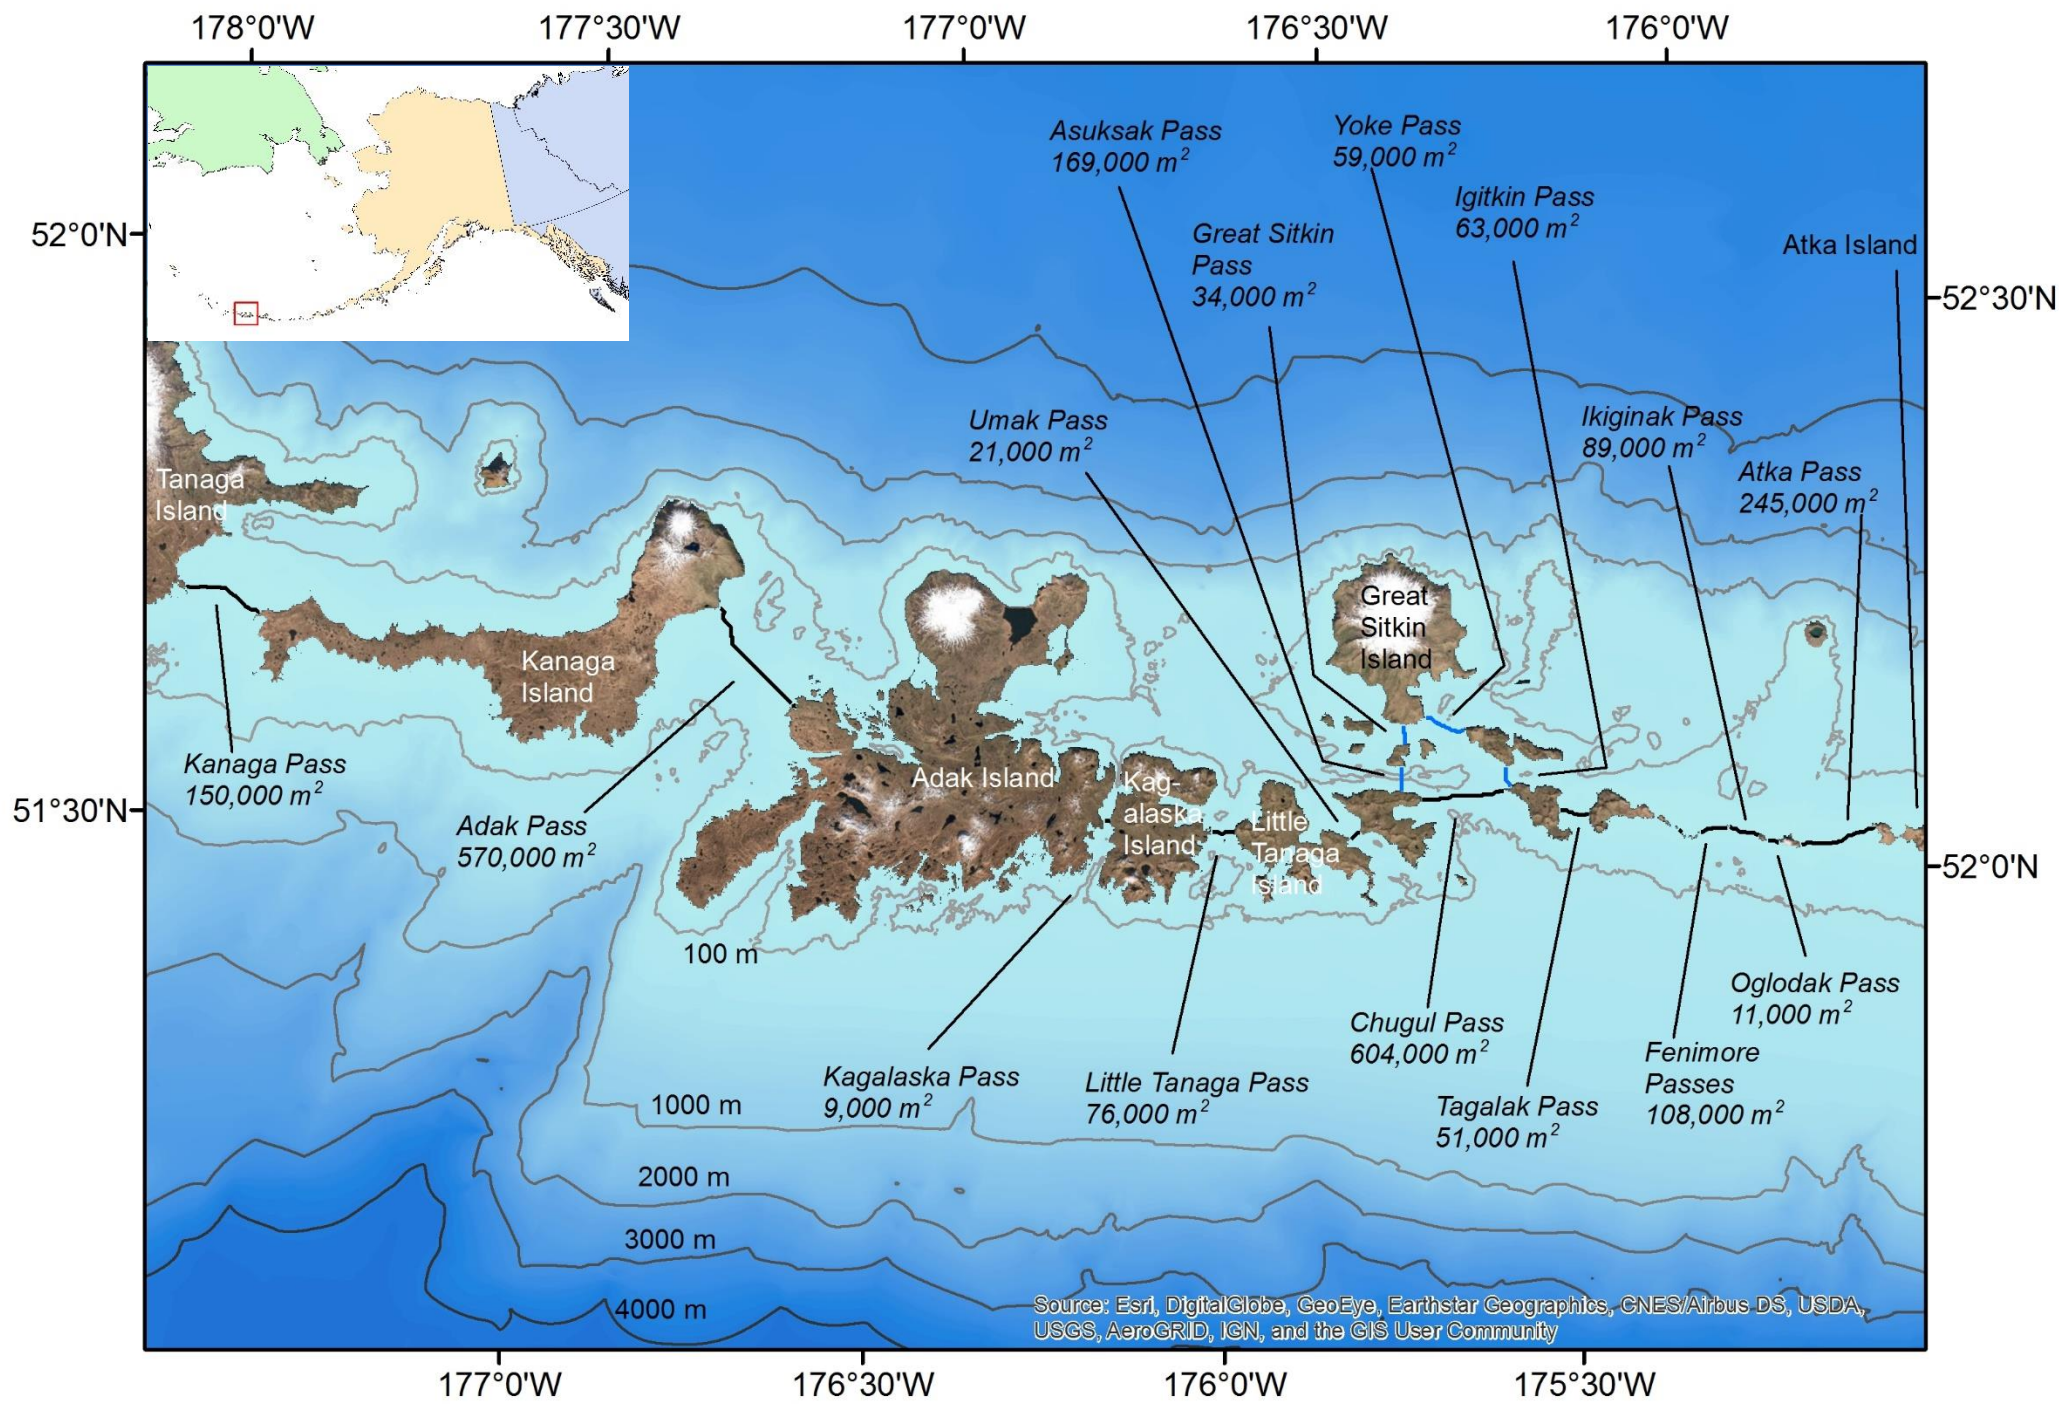 178°0'W
177°30'W
177°0'W
176°30'W
176°0'W
52°0'N
51°30'N
52°30'N
52°0'N
Asuksak Pass
169,000 m²
Yoke Pass
59,000 m²
Igitkin Pass
63,000 m²
Great Sitkin
Pass
34,000 m²
Atka Island
Umak Pass
21,000 m²
Ikiginak Pass
89,000 m²
Atka Pass
245,000 m²
Tanaga
Island
Kanaga
Island
Great
Sitkin
Island
Adak Island
Kag-
alaska
Island
Little
Tanaga
Island
Kanaga Pass
150,000 m²
Adak Pass
570,000 m²
100 m
Kagalaska Pass
9,000 m²
Little Tanaga Pass
76,000 m²
Chugul Pass
604,000 m²
Tagalak Pass
51,000 m²
Fenimore
Passes
108,000 m²
Oglodak Pass
11,000 m²
1000 m
2000 m
3000 m
4000 m
Source: Esri, DigitalGlobe, GeoEye, Earthstar Geographics, CNES/Airbus DS, USDA,
USGS, AeroGRID, IGN, and the GIS User Community
177°0'W
176°30'W
176°0'W
175°30'W